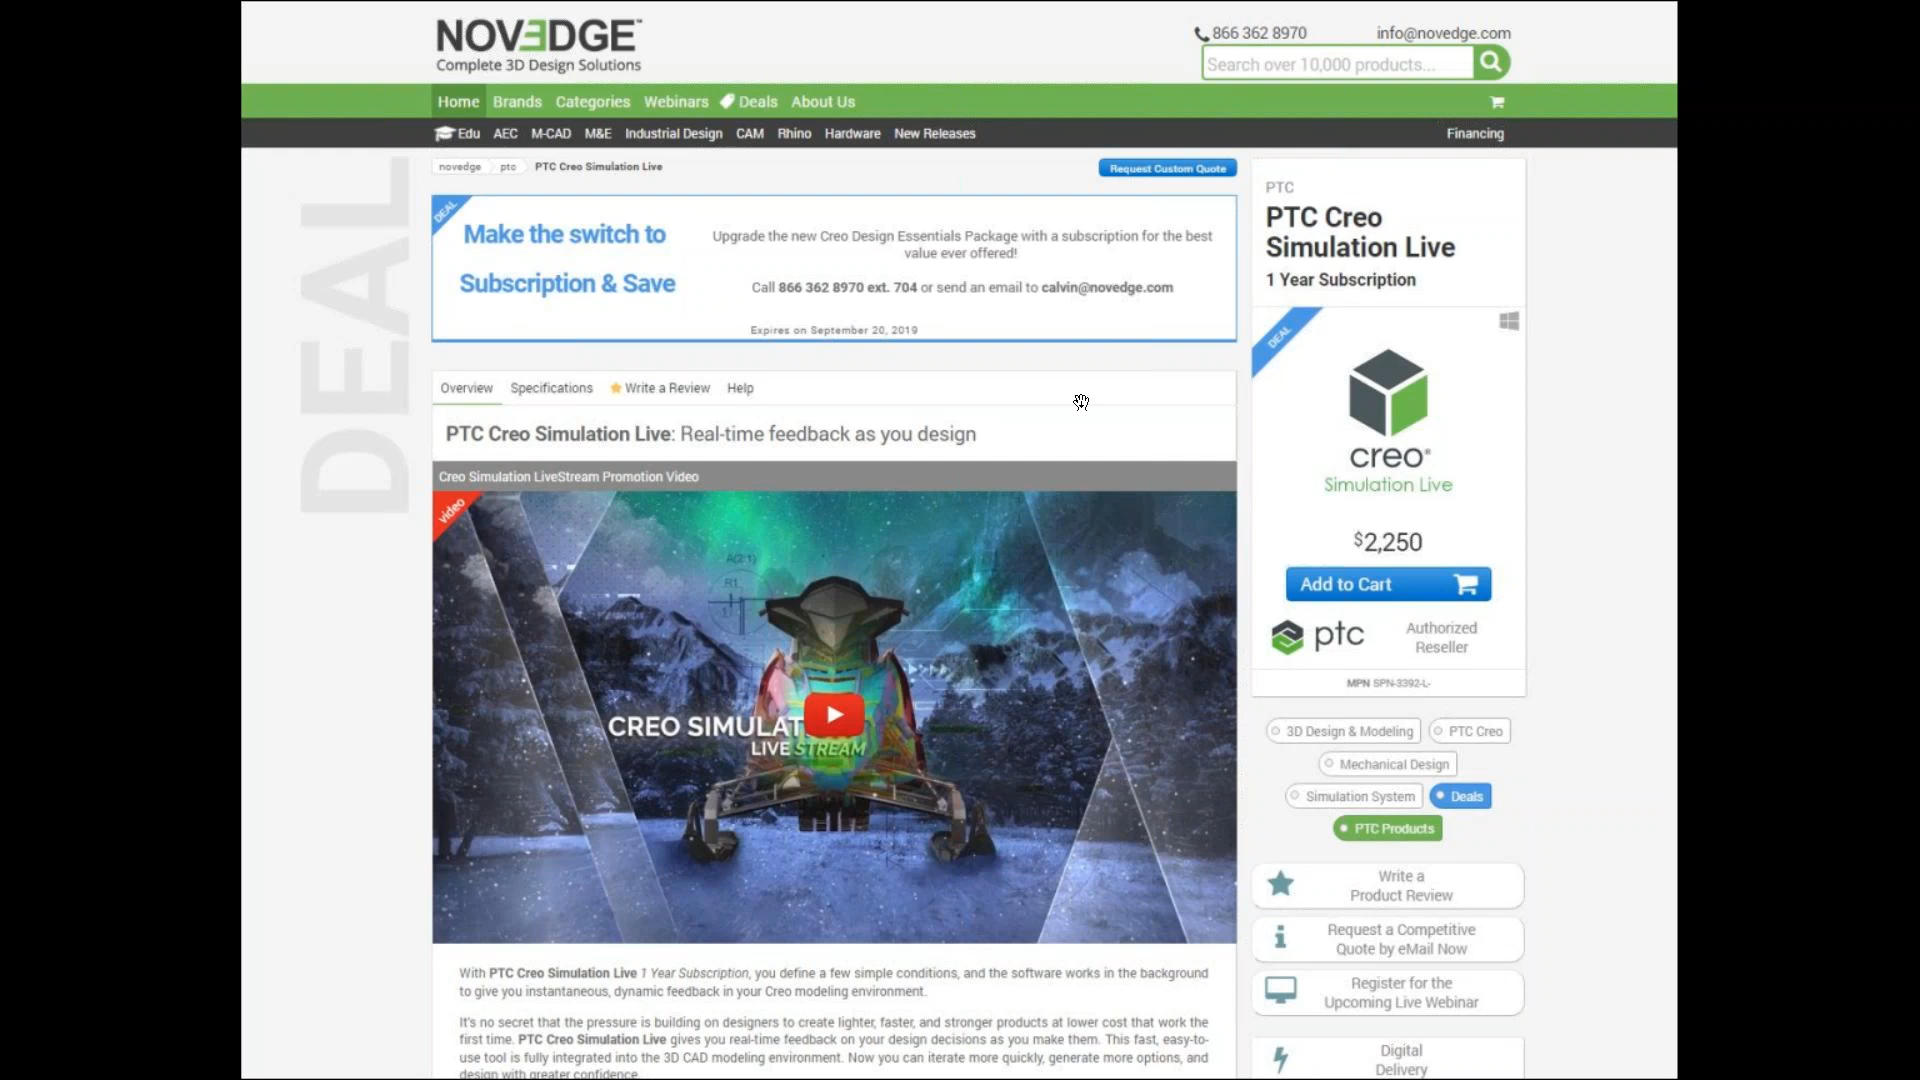 NOVEDGE™
Complete 3D Design Solutions
866 362 8970
info@novedge.com
Search over 10,000 products...
Home Brands Categories Webinars Deals About Us
Edu AEC M-CAD M&E Industrial Design CAM Rhino Hardware New Releases
Financing
DEAL
novedge ptc PTC Creo Simulation Live
Request Custom Quote
DEAL
Make the switch to
Subscription & Save
Upgrade the new Creo Design Essentials Package with a subscription for the best
value ever offered!
Call 866 362 8970 ext. 704 or send an email to calvin@novedge.com
Expires on September 20, 2019
Overview Specifications Write a Review Help
PTC Creo Simulation Live: Real-time feedback as you design
Creo Simulation LiveStream Promotion Video
video
A(2:1)
R1
CREO SIMULAT
LIVE STREAM
With PTC Creo Simulation Live 1 Year Subscription, you define a few simple conditions, and the software works in the background
to give you instantaneous, dynamic feedback in your Creo modeling environment.
It's no secret that the pressure is building on designers to create lighter, faster, and stronger products at lower cost that work the
first time. PTC Creo Simulation Live gives you real-time feedback on your design decisions as you make them. This fast, easy-to-
use tool is fully integrated into the 3D CAD modeling environment. Now you can iterate more quickly, generate more options, and
design with greater confidence.
PTC
PTC Creo
Simulation Live
1 Year Subscription
DEAL
creo®
Simulation Live
$2,250
Add to Cart
ptc
Authorized
Reseller
MPN SPN-3392-L-
3D Design & Modeling
PTC Creo
Mechanical Design
Simulation System
Deals
PTC Products
Write a
Product Review
Request a Competitive
Quote by eMail Now
Register for the
Upcoming Live Webinar
Digital
Delivery